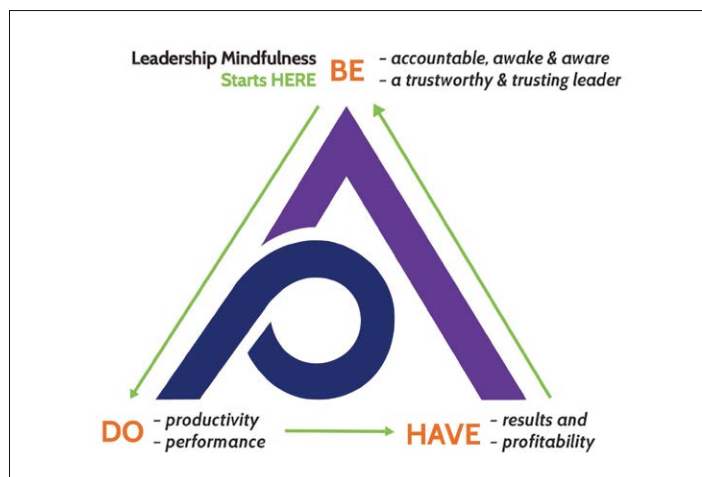 Leadership Mindfulness
Starts HERE
BE
– accountable, awake & aware
– a trustworthy & trusting leader
DO
– productivity
– performance
HAVE
– results and
– profitability